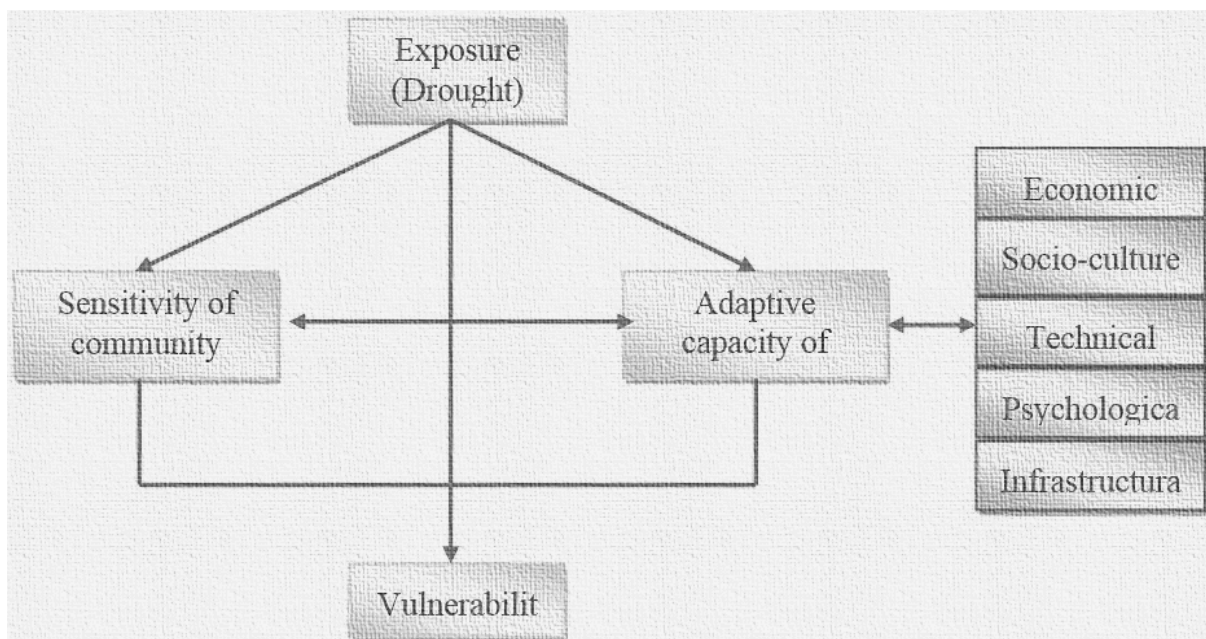 Exposure
(Drought)
Economic
Socio-culture
Sensitivity of
community
Adaptive
capacity of
Technical
Psychologica
Infrastructura
Vulnerabilit